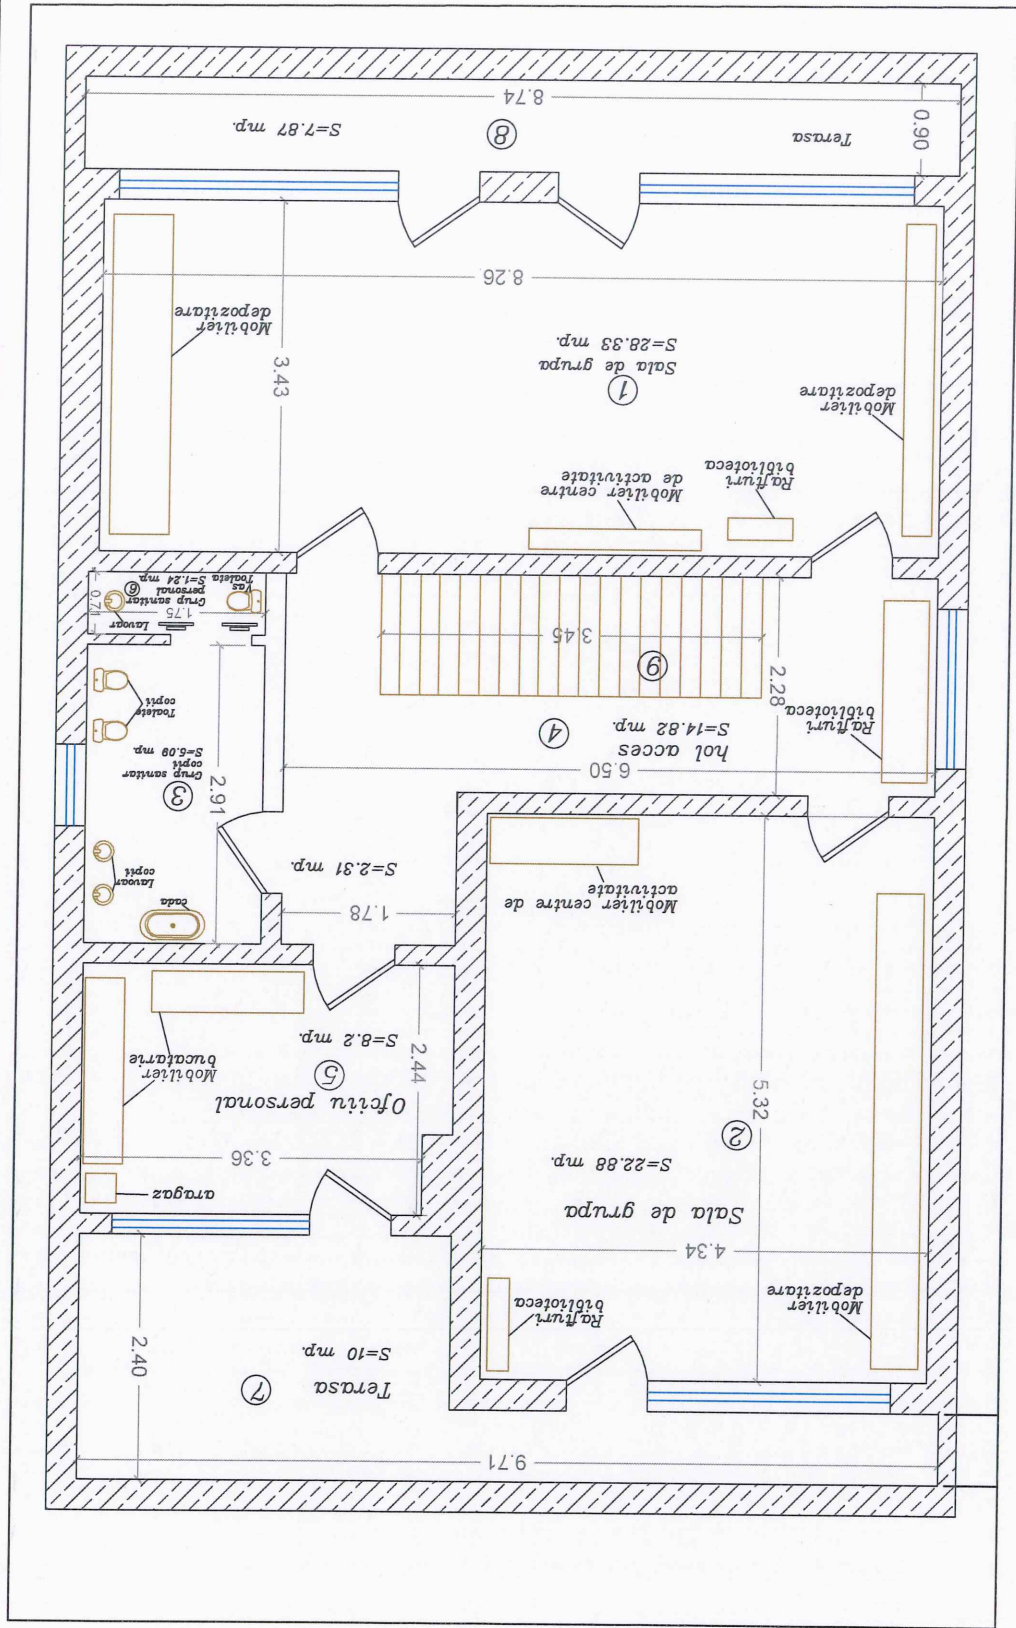 9.71
Mobilier
depozitare
Rafturi
biblioteca
7
Terasa
S=10 mp.
2.40
4.34
Sala de grupa
S=22.88 mp.
2
5.32
aragaz
3.36
Ofciiu personal
5
S=8.2 mp.
2.44
Mobilier
bucatarie
Mobilier centre de
activitate
1.78
S=2.31 mp.
cada
Lavoar
copii
3
Grup sanitar
copii
S=5.09 mp.
2.91
Toalete
copii
6.50
hol acces
S=14.82 mp.
4
Rafturi
biblioteca
2.28
9
3.45
Lavoar
1.75
0.71
Grup sanitar
personal
6
S=1.24 mp.
Vas
Toaleta
Rafturi
biblioteca
Mobilier centre
de activitate
Mobilier
depozitare
1
Sala de grupa
S=28.33 mp.
3.43
Mobilier
depozitare
8.26
Terasa
8
S=7.87 mp.
0.90
8.74